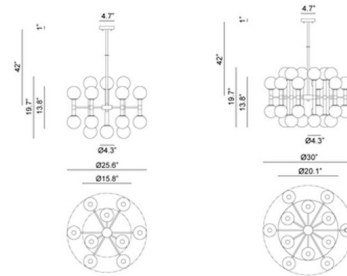 4.7"
1"
42"
19.7"
13.8"
Ø4.3"
Ø25.6"
Ø15.8"
4.7"
1"
42"
19.7"
13.8"
Ø4.3"
Ø30"
Ø20.1"